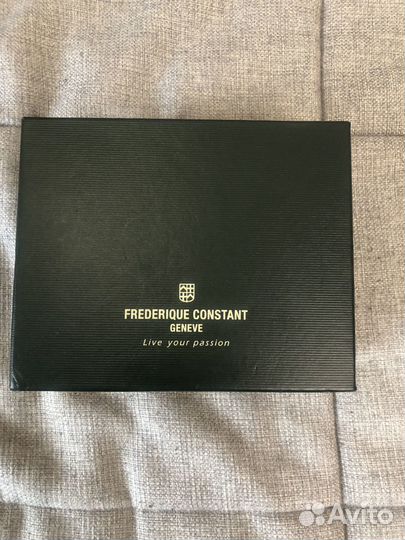 FREDERIQUE CONSTANT
GENEVE
Live your passion
Avito